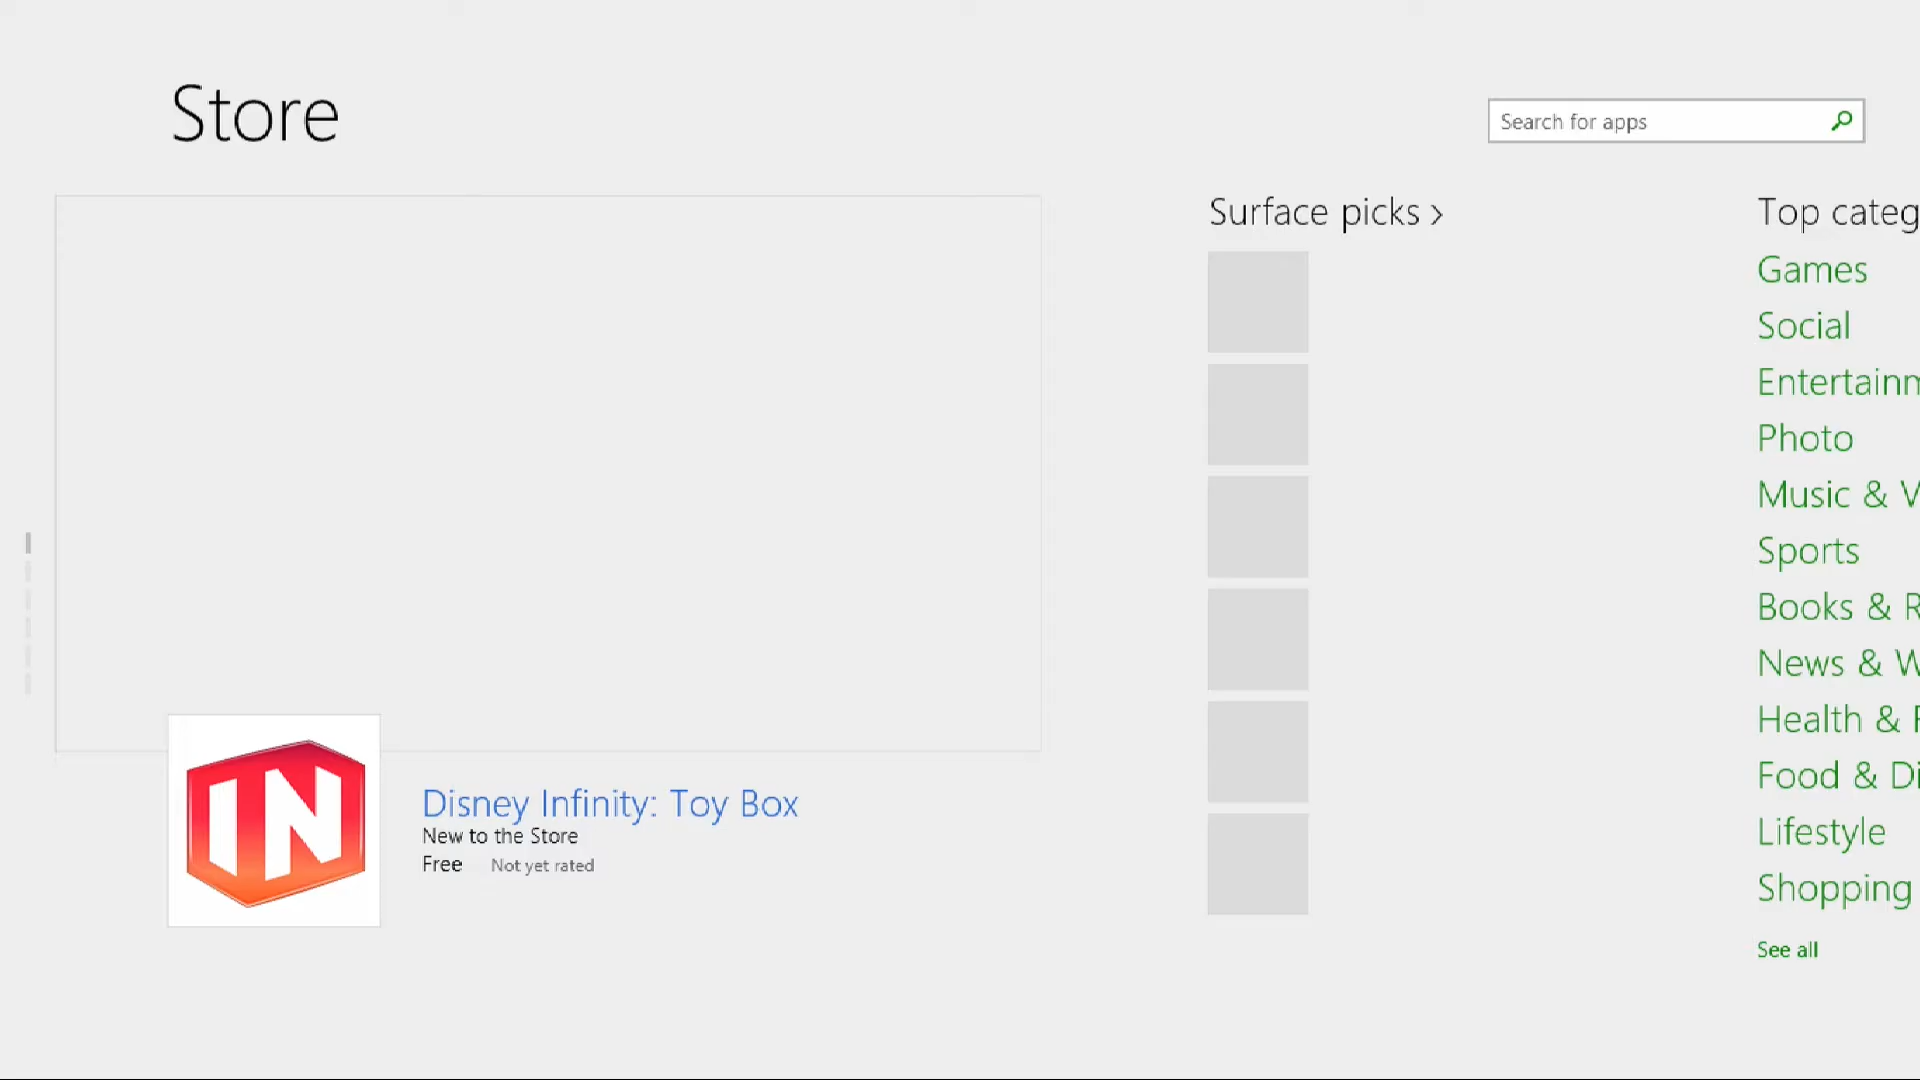 Store
Search for apps
Surface picks
Top categ
Games
Social
Entertainm
Photo
Music & V
Sports
Books & R
News & W
Health & F
Food & Di
Lifestyle
Shopping
See all
IN
Disney Infinity: Toy Box
New to the Store
Free Not yet rated